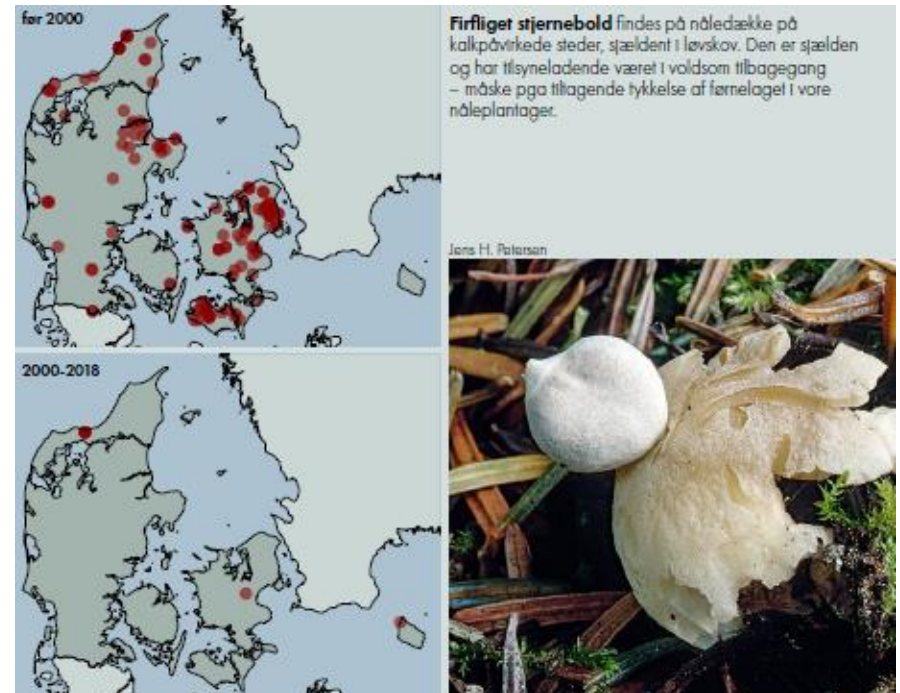 før 2000
Firfliget stjernebold findes på nåledække på
kalkpåvirkede steder, sjældent i løvskov. Den er sjælden
og har tilsyneladende været i voldsom tilbagegang
– måske pga tiltagende tykkelse af førnelaget i vore
nåleplantager.
Jens H. Petersen
2000-2018